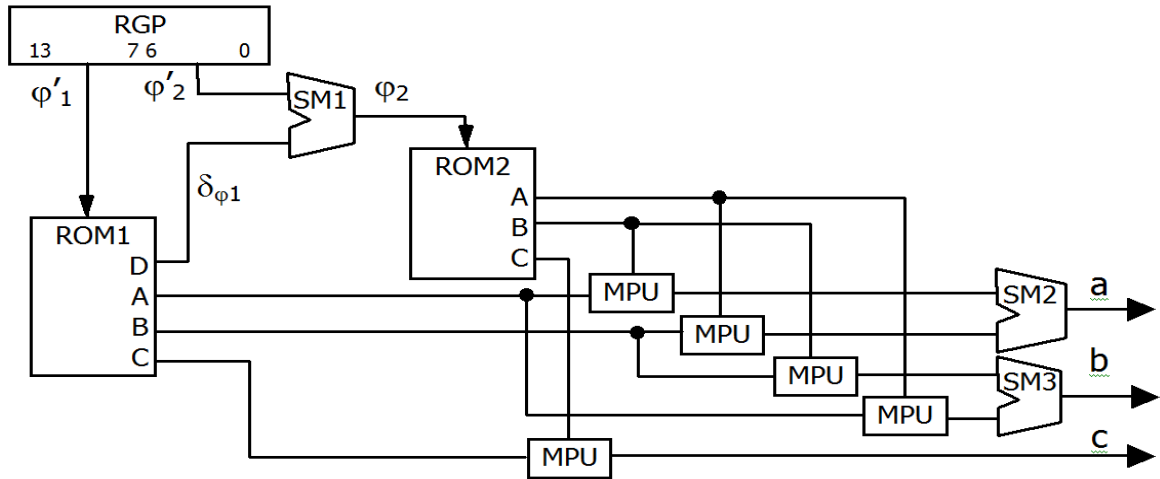 RGP
13 7 6 0
φ'₁
φ'₂
SM1
φ₂
δφ1
ROM1
D
A
B
C
ROM2
A
B
C
MPU
MPU
MPU
MPU
MPU
SM2
a
SM3
b
c